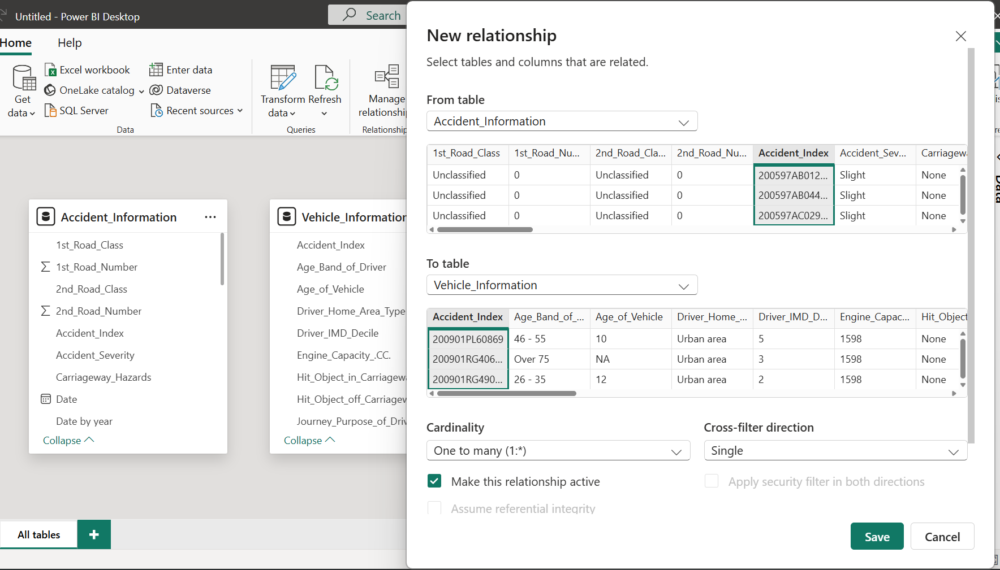 Untitled - Power BI Desktop
Search
Home
Help
Get data
Excel workbook
OneLake catalog
SQL Server
Enter data
Dataverse
Recent sources
Data
Transform data
Refresh
Queries
Manage
relationshi
Relationship
Accident_Information
1st_Road_Class
1st_Road_Number
2nd_Road_Class
2nd_Road_Number
Accident_Index
Accident_Severity
Carriageway_Hazards
Date
Date by year
Collapse
Vehicle_Information
Accident_Index
Age_Band_of_Driver
Age_of_Vehicle
Driver_Home_Area_Type
Driver_IMD_Decile
Engine_Capacity_.CC.
Hit_Object_in_Carriagewa
Hit_Object_off_Carriagew
Journey_Purpose_of_Driv
Collapse
All tables
New relationship
Select tables and columns that are related.
From table
Accident_Information
1st_Road_Class 1st_Road_Nu... 2nd_Road_Cla... 2nd_Road_Nu... Accident_Index Accident_Sev... Carriagewa
Unclassified 0 Unclassified 0 200597AB012... Slight None
Unclassified 0 Unclassified 0 200597AB044... Slight None
Unclassified 0 Unclassified 0 200597AC029... Slight None
To table
Vehicle_Information
Accident_Index Age_Band_of_... Age_of_Vehicle Driver_Home_... Driver_IMD_D... Engine_Capac... Hit_Object
200901PL60869 46 - 55 10 Urban area 5 1598 None
200901RG406... Over 75 NA Urban area 3 1598 None
200901RG490... 26 - 35 12 Urban area 2 1598 None
Cardinality
One to many (1:*)
Cross-filter direction
Single
Make this relationship active
Apply security filter in both directions
Assume referential integrity
Save
Cancel
Data